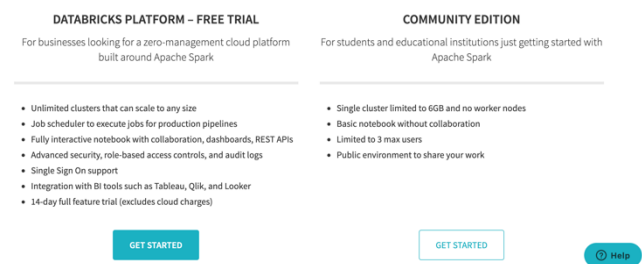 DATABRICKS PLATFORM – FREE TRIAL
For businesses looking for a zero-management cloud platform
built around Apache Spark
• Unlimited clusters that can scale to any size
• Job scheduler to execute jobs for production pipelines
• Fully interactive notebook with collaboration, dashboards, REST APIs
• Advanced security, role-based access controls, and audit logs
• Single Sign On support
• Integration with BI tools such as Tableau, Qlik, and Looker
• 14-day full feature trial (excludes cloud charges)
GET STARTED
COMMUNITY EDITION
For students and educational institutions just getting started with
Apache Spark
• Single cluster limited to 6GB and no worker nodes
• Basic notebook without collaboration
• Limited to 3 max users
• Public environment to share your work
GET STARTED
? Help